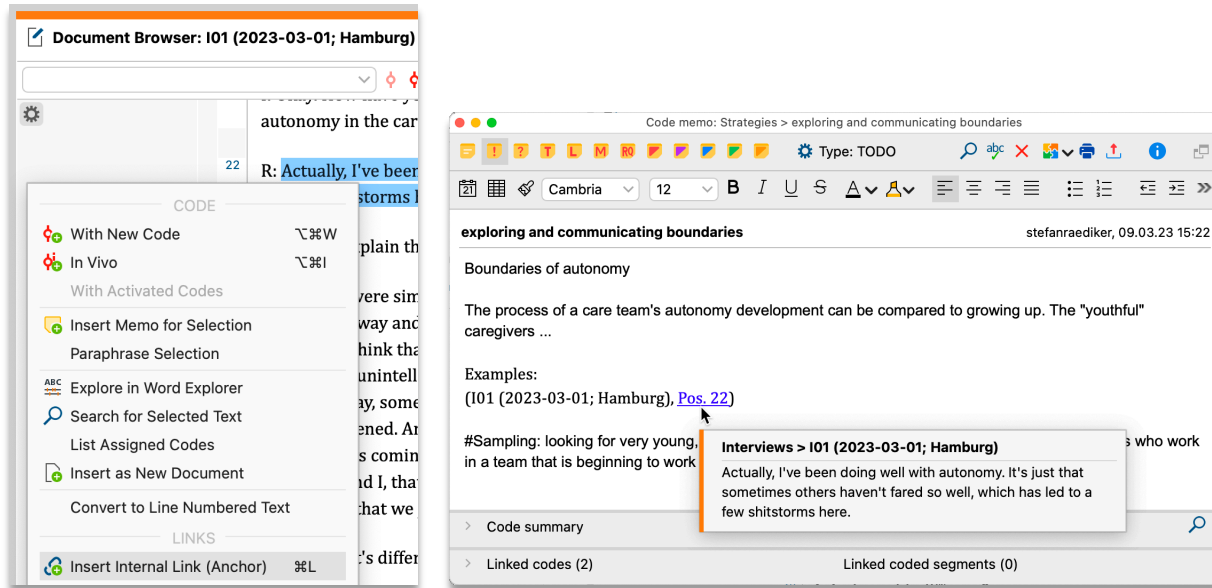 Document Browser: I01 (2023-03-01; Hamburg)
autonomy in the car
22
R: Actually, I've been
storms
CODE
With New Code ⌥⌘W
In Vivo ⌥⌘I
With Activated Codes
Insert Memo for Selection
Paraphrase Selection
ABC
Explore in Word Explorer
Search for Selected Text
List Assigned Codes
Insert as New Document
Convert to Line Numbered Text
LINKS
Insert Internal Link (Anchor) ⌘L
plain th
vere sim
way and
hink tha
unintell
ay, some
ened. Ar
s comin
nd I, tha
that we
t's differ
Code memo: Strategies > exploring and communicating boundaries
! ? T L M RQ Type: TODO abc
21 Cambria 12 B I U S A
exploring and communicating boundaries stefanraediker, 09.03.23 15:22
Boundaries of autonomy
The process of a care team's autonomy development can be compared to growing up. The "youthful"
caregivers ...
Examples:
(I01 (2023-03-01; Hamburg), Pos. 22)
#Sampling: looking for very young, s who work
in a team that is beginning to work
Interviews > I01 (2023-03-01; Hamburg)
Actually, I've been doing well with autonomy. It's just that
sometimes others haven't fared so well, which has led to a
few shitstorms here.
Code summary
Linked codes (2) Linked coded segments (0)